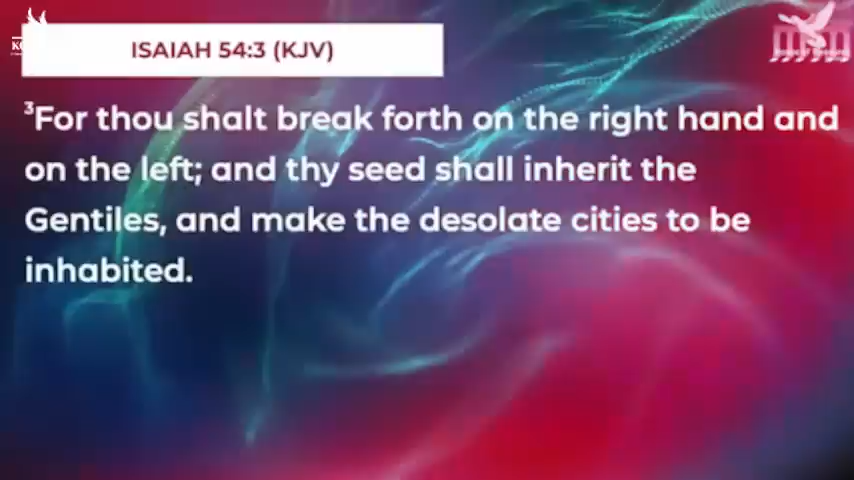 ISAIAH 54:3 (KJV)
³For thou shalt break forth on the right hand and
on the left; and thy seed shall inherit the
Gentiles, and make the desolate cities to be
inhabited.